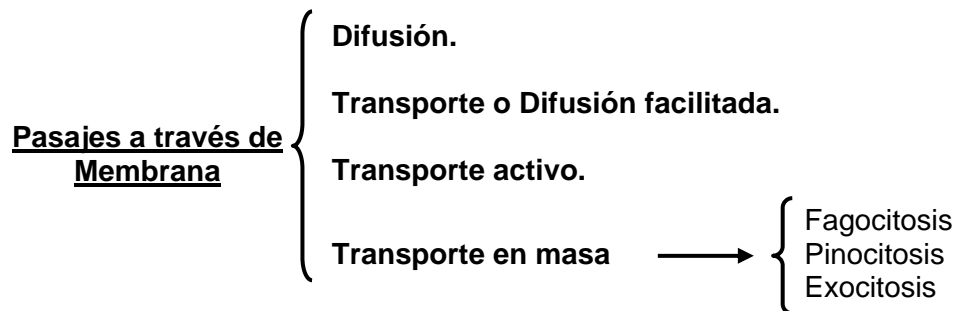 Difusión.
Transporte o Difusión facilitada.
Pasajes a través de
Membrana
Transporte activo.
Transporte en masa
Fagocitosis
Pinocitosis
Exocitosis